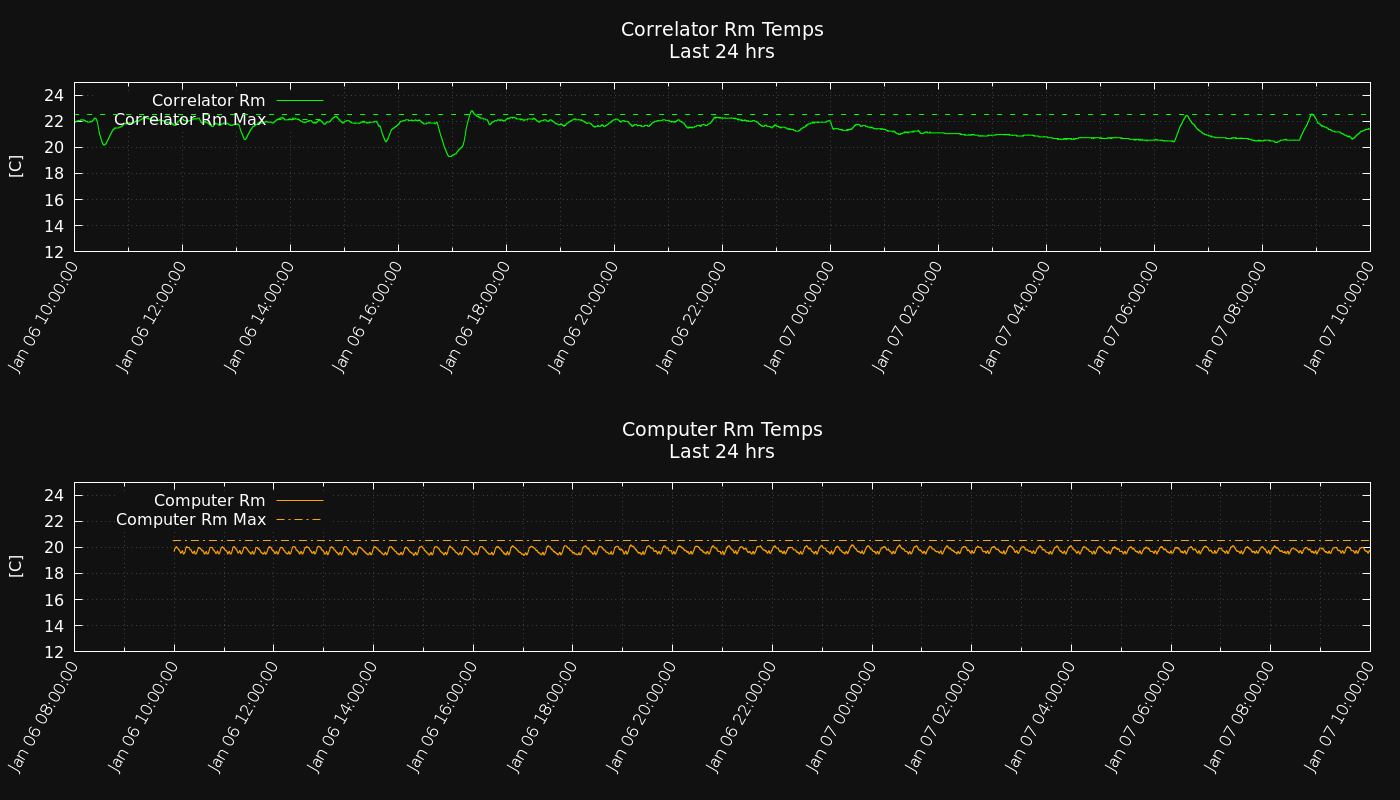 Correlator Rm Temps
Last 24 hrs
24
22
20
18
16
14
12
[C]
Correlator Rm
Correlator Rm Max
Jan 06 10:00:00
Jan 06 12:00:00
Jan 06 14:00:00
Jan 06 16:00:00
Jan 06 18:00:00
Jan 06 20:00:00
Jan 06 22:00:00
Jan 07 00:00:00
Jan 07 02:00:00
Jan 07 04:00:00
Jan 07 06:00:00
Jan 07 08:00:00
Jan 07 10:00:00
Computer Rm Temps
Last 24 hrs
24
22
20
18
16
14
12
[C]
Computer Rm
Computer Rm Max
Jan 06 08:00:00
Jan 06 10:00:00
Jan 06 12:00:00
Jan 06 14:00:00
Jan 06 16:00:00
Jan 06 18:00:00
Jan 06 20:00:00
Jan 06 22:00:00
Jan 07 00:00:00
Jan 07 02:00:00
Jan 07 04:00:00
Jan 07 06:00:00
Jan 07 08:00:00
Jan 07 10:00:00